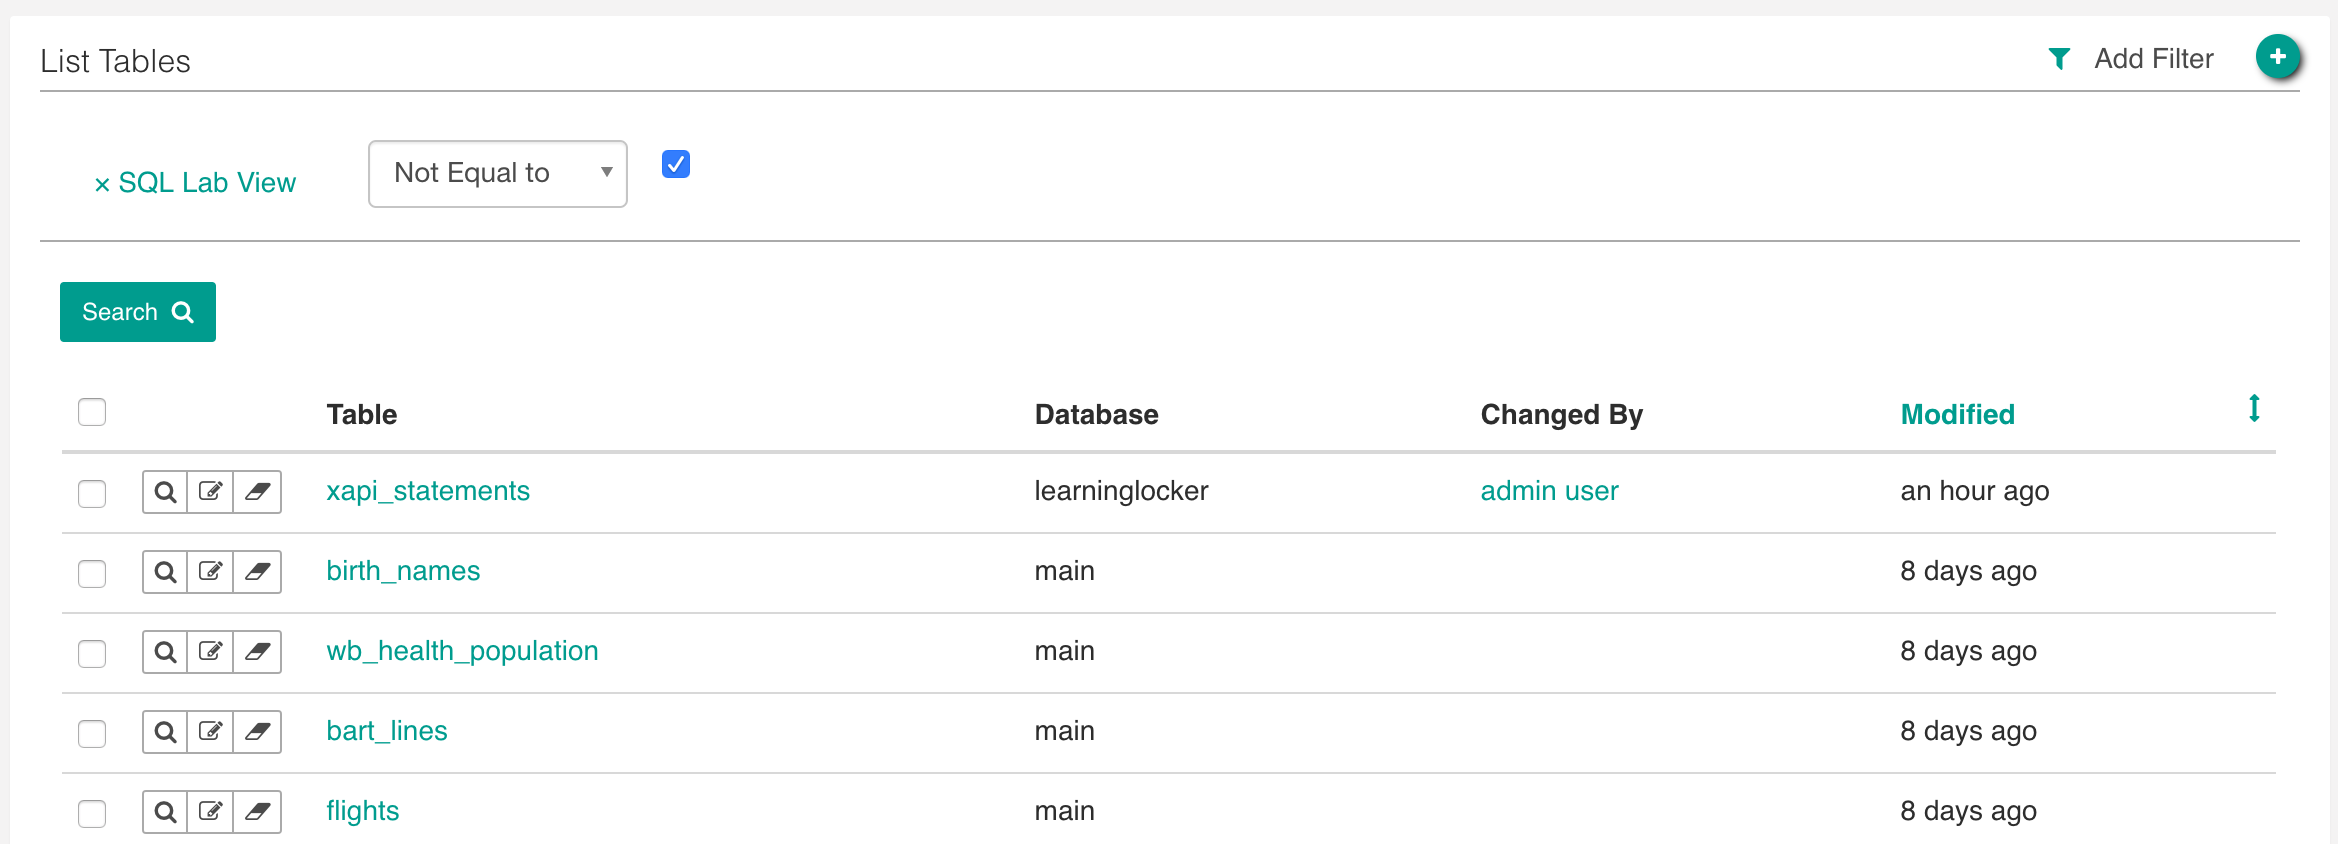 List Tables Add Filter
× SQL Lab View Not Equal to
Search
Table Database Changed By Modified
xapi_statements learninglocker admin user an hour ago
birth_names main 8 days ago
wb_health_population main 8 days ago
bart_lines main 8 days ago
flights main 8 days ago